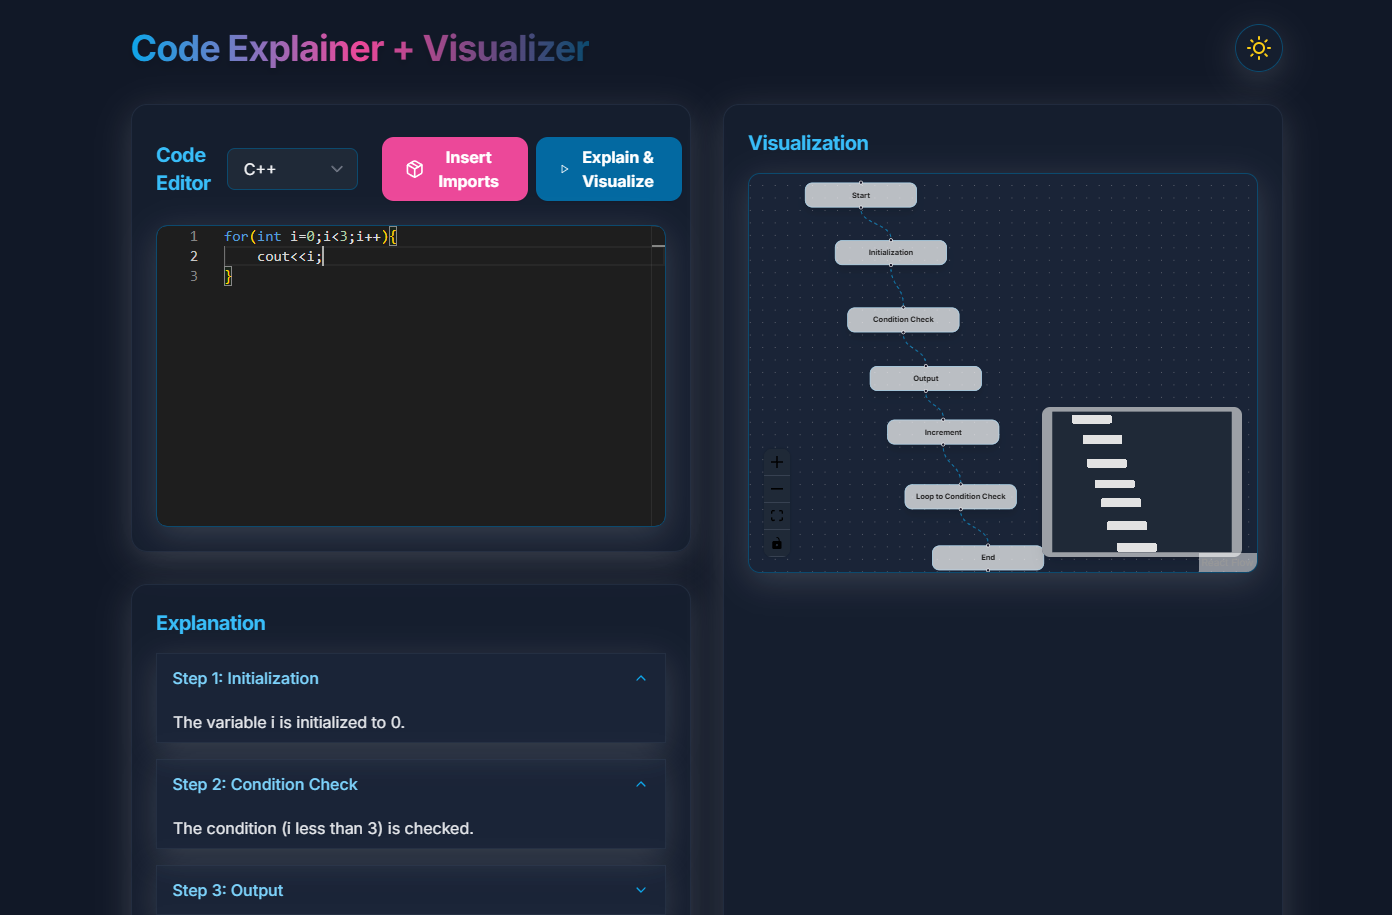 Code Explainer + Visualizer
Code
Editor
C++
Insert
Imports
Explain &
Visualize
1 for(int i=0;i<3;i++){
2 cout<<i;
3 }
Visualization
Start
Initialization
Condition Check
Output
Increment
Loop to Condition Check
End
Explanation
Step 1: Initialization
The variable i is initialized to 0.
Step 2: Condition Check
The condition (i less than 3) is checked.
Step 3: Output